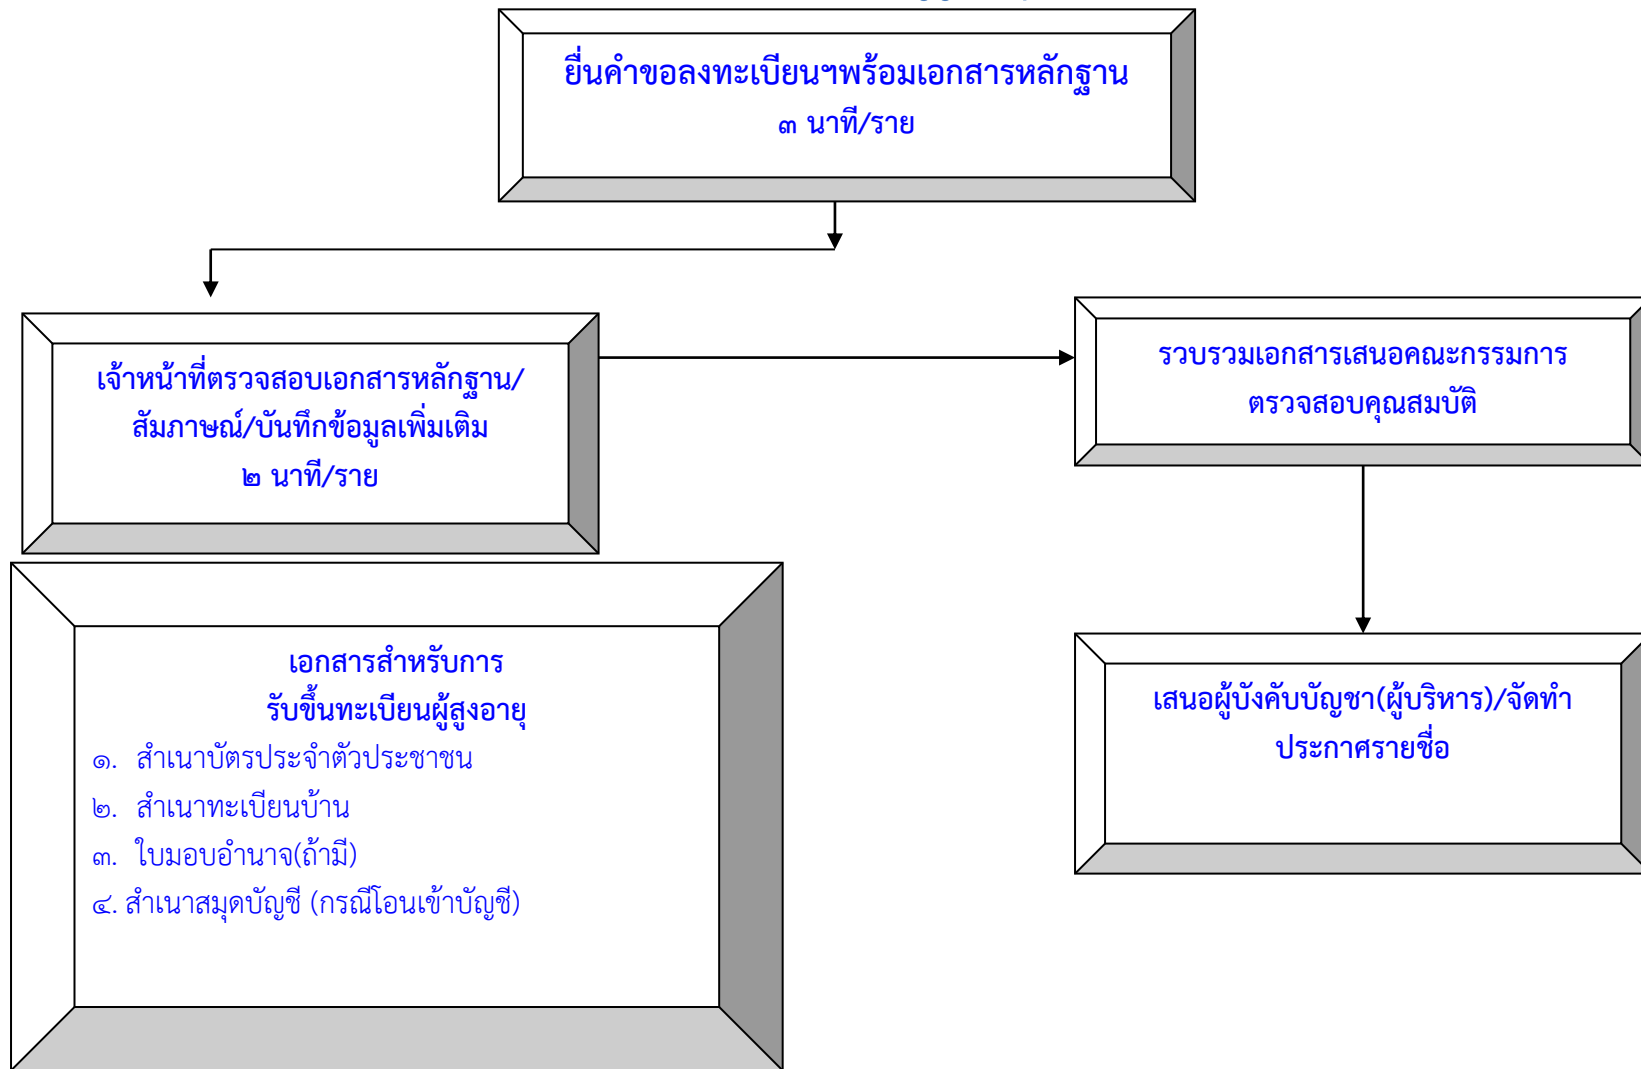 ยื่นคำขอลงทะเบียนฯพร้อมเอกสารหลักฐาน
๓ นาที/ราย
เจ้าหน้าที่ตรวจสอบเอกสารหลักฐาน/
สัมภาษณ์/บันทึกข้อมูลเพิ่มเติม
๒ นาที/ราย
รวบรวมเอกสารเสนอคณะกรรมการ
ตรวจสอบคุณสมบัติ
เอกสารสำหรับการ
รับขึ้นทะเบียนผู้สูงอายุ
๑. สำเนาบัตรประจำตัวประชาชน
๒. สำเนาทะเบียนบ้าน
๓. ใบมอบอำนาจ(ถ้ามี)
๔. สำเนาสมุดบัญชี (กรณีโอนเข้าบัญชี)
เสนอผู้บังคับบัญชา(ผู้บริหาร)/จัดทำ
ประกาศรายชื่อ